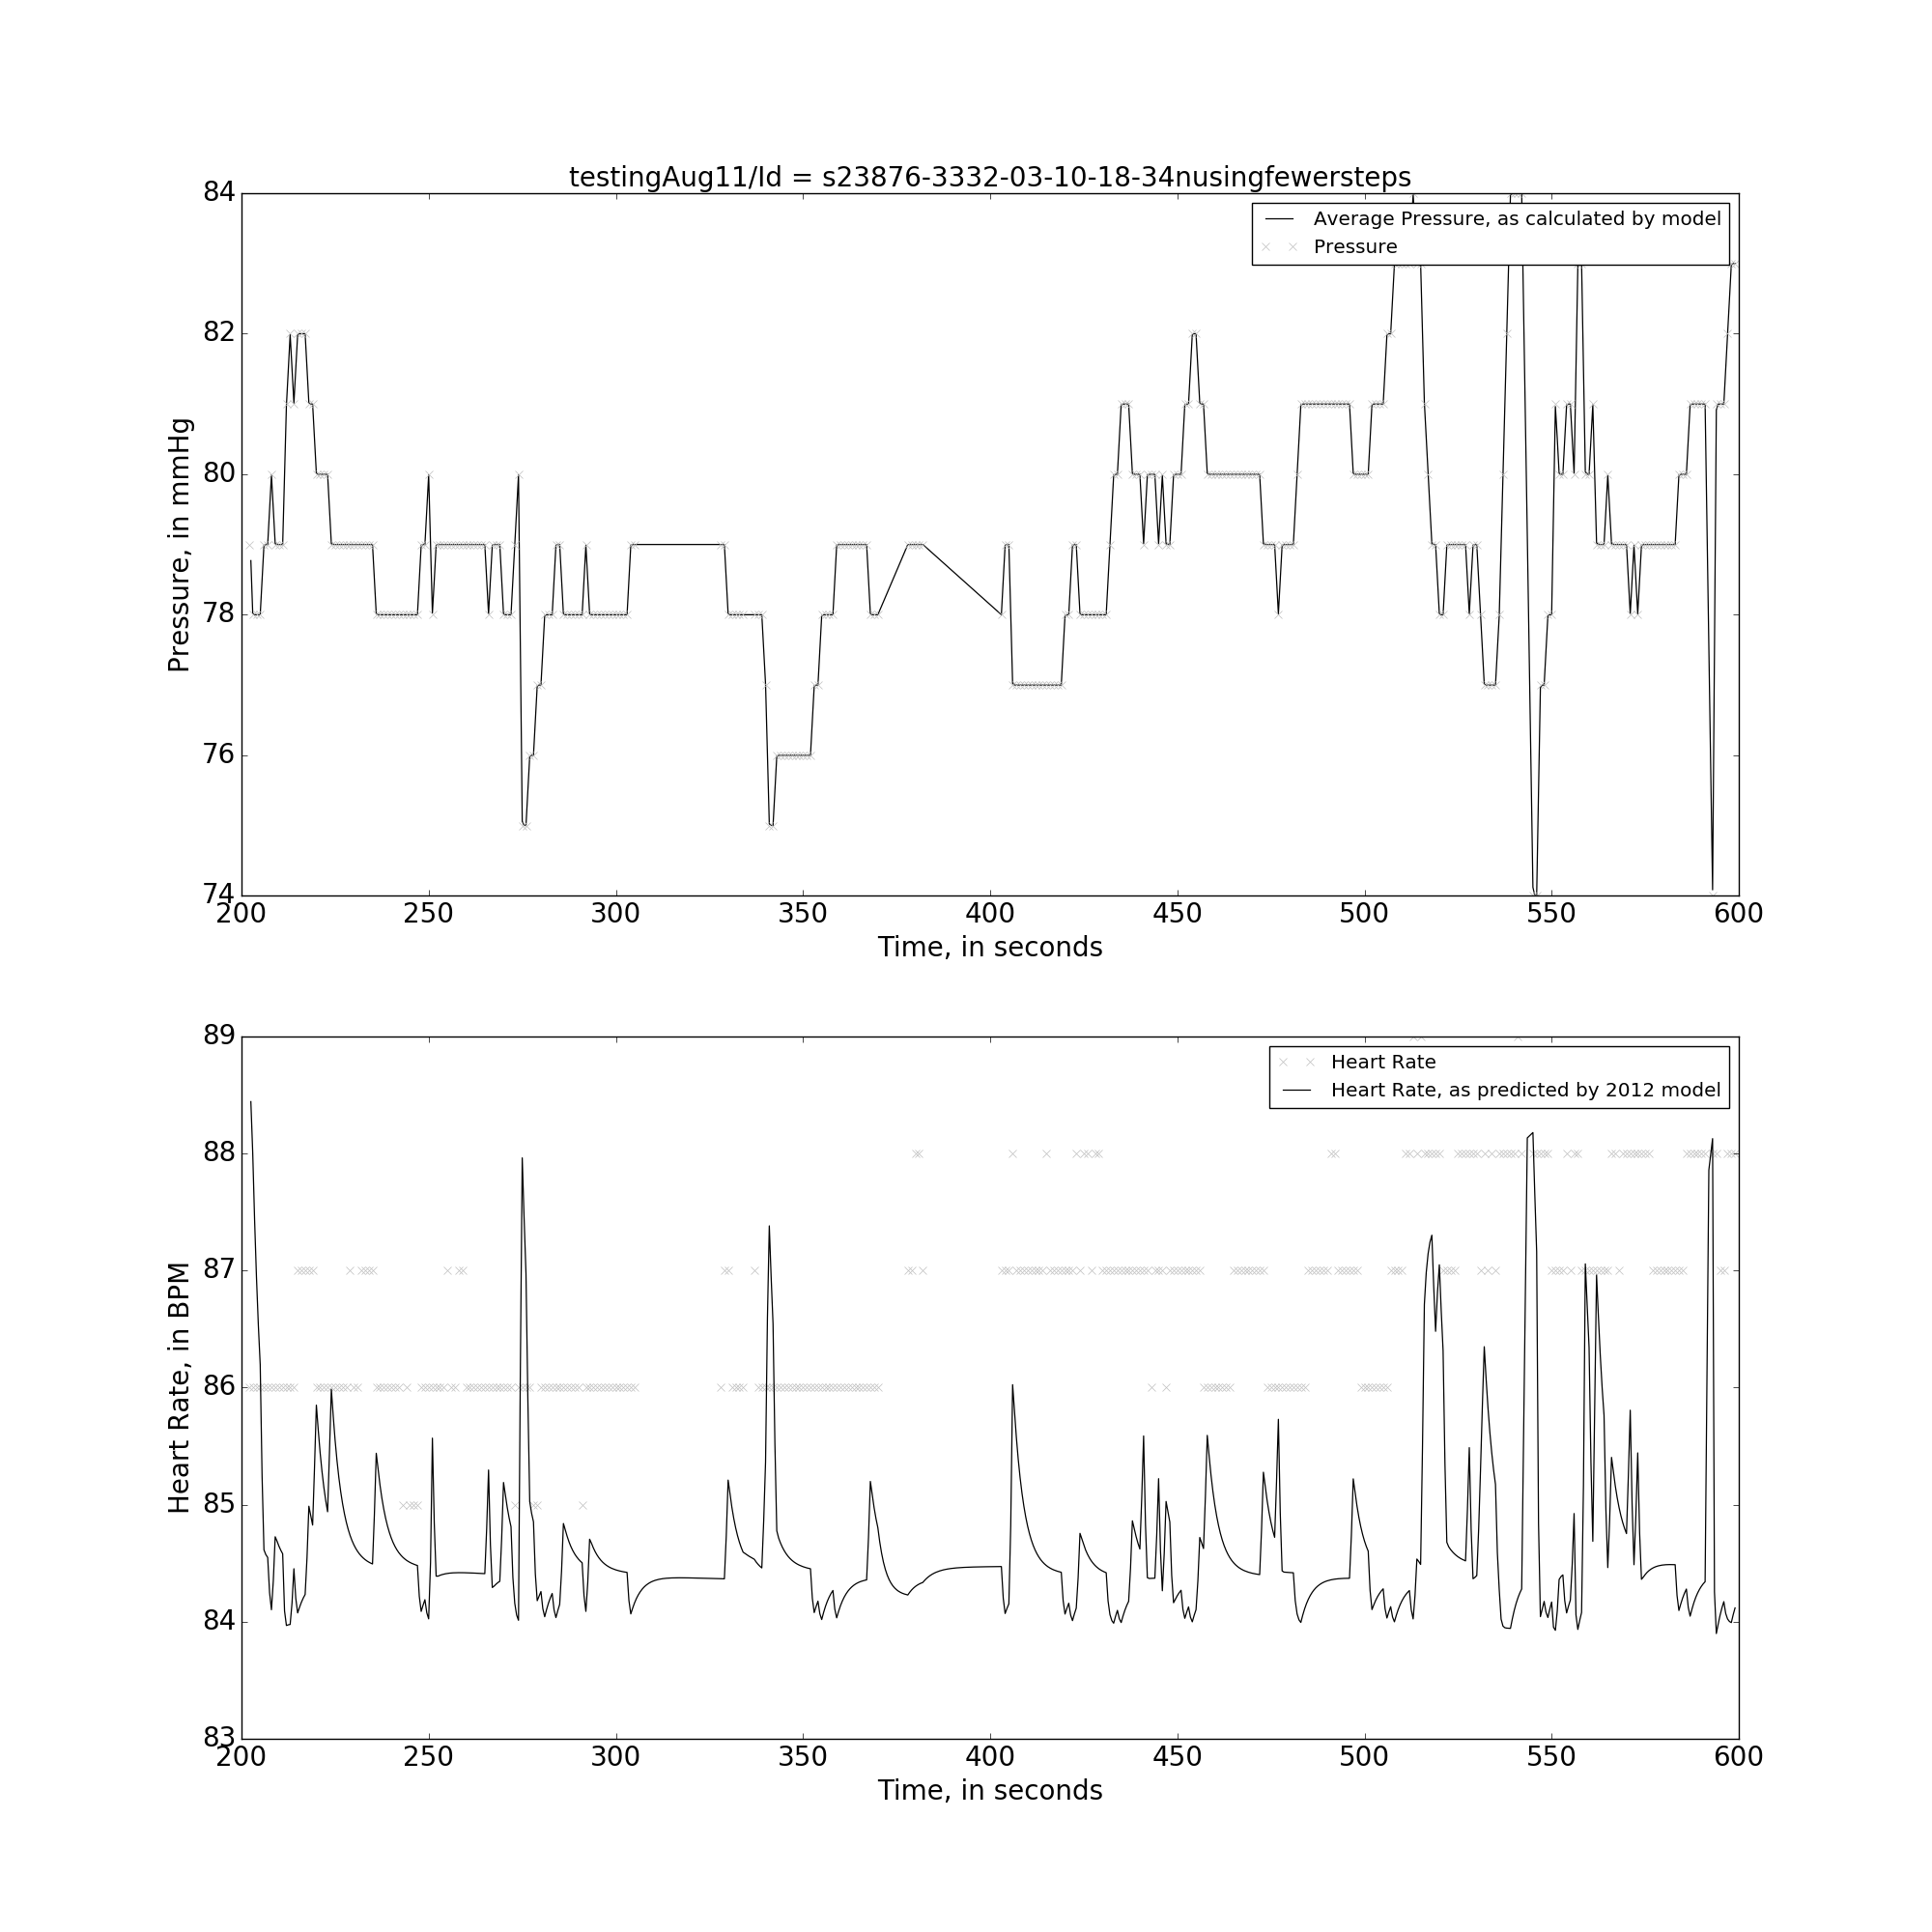 testingAug11/Id = s23876-3332-03-10-18-34nusingfewersteps
84
82
80
78
76
74
Pressure, in mmHg
Average Pressure, as calculated by model
Pressure
200 250 300 350 400 450 500 550 600
Time, in seconds
89
88
87
86
85
84
83
Heart Rate, in BPM
Heart Rate
Heart Rate, as predicted by 2012 model
200 250 300 350 400 450 500 550 600
Time, in seconds